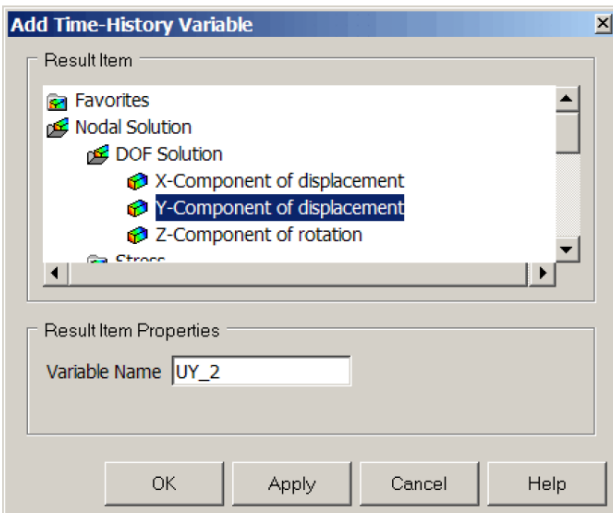 Add Time-History Variable
Result Item
Favorites
Nodal Solution
DOF Solution
X-Component of displacement
Y-Component of displacement
Z-Component of rotation
Stress
Result Item Properties
Variable Name UY_2
OK Apply Cancel Help